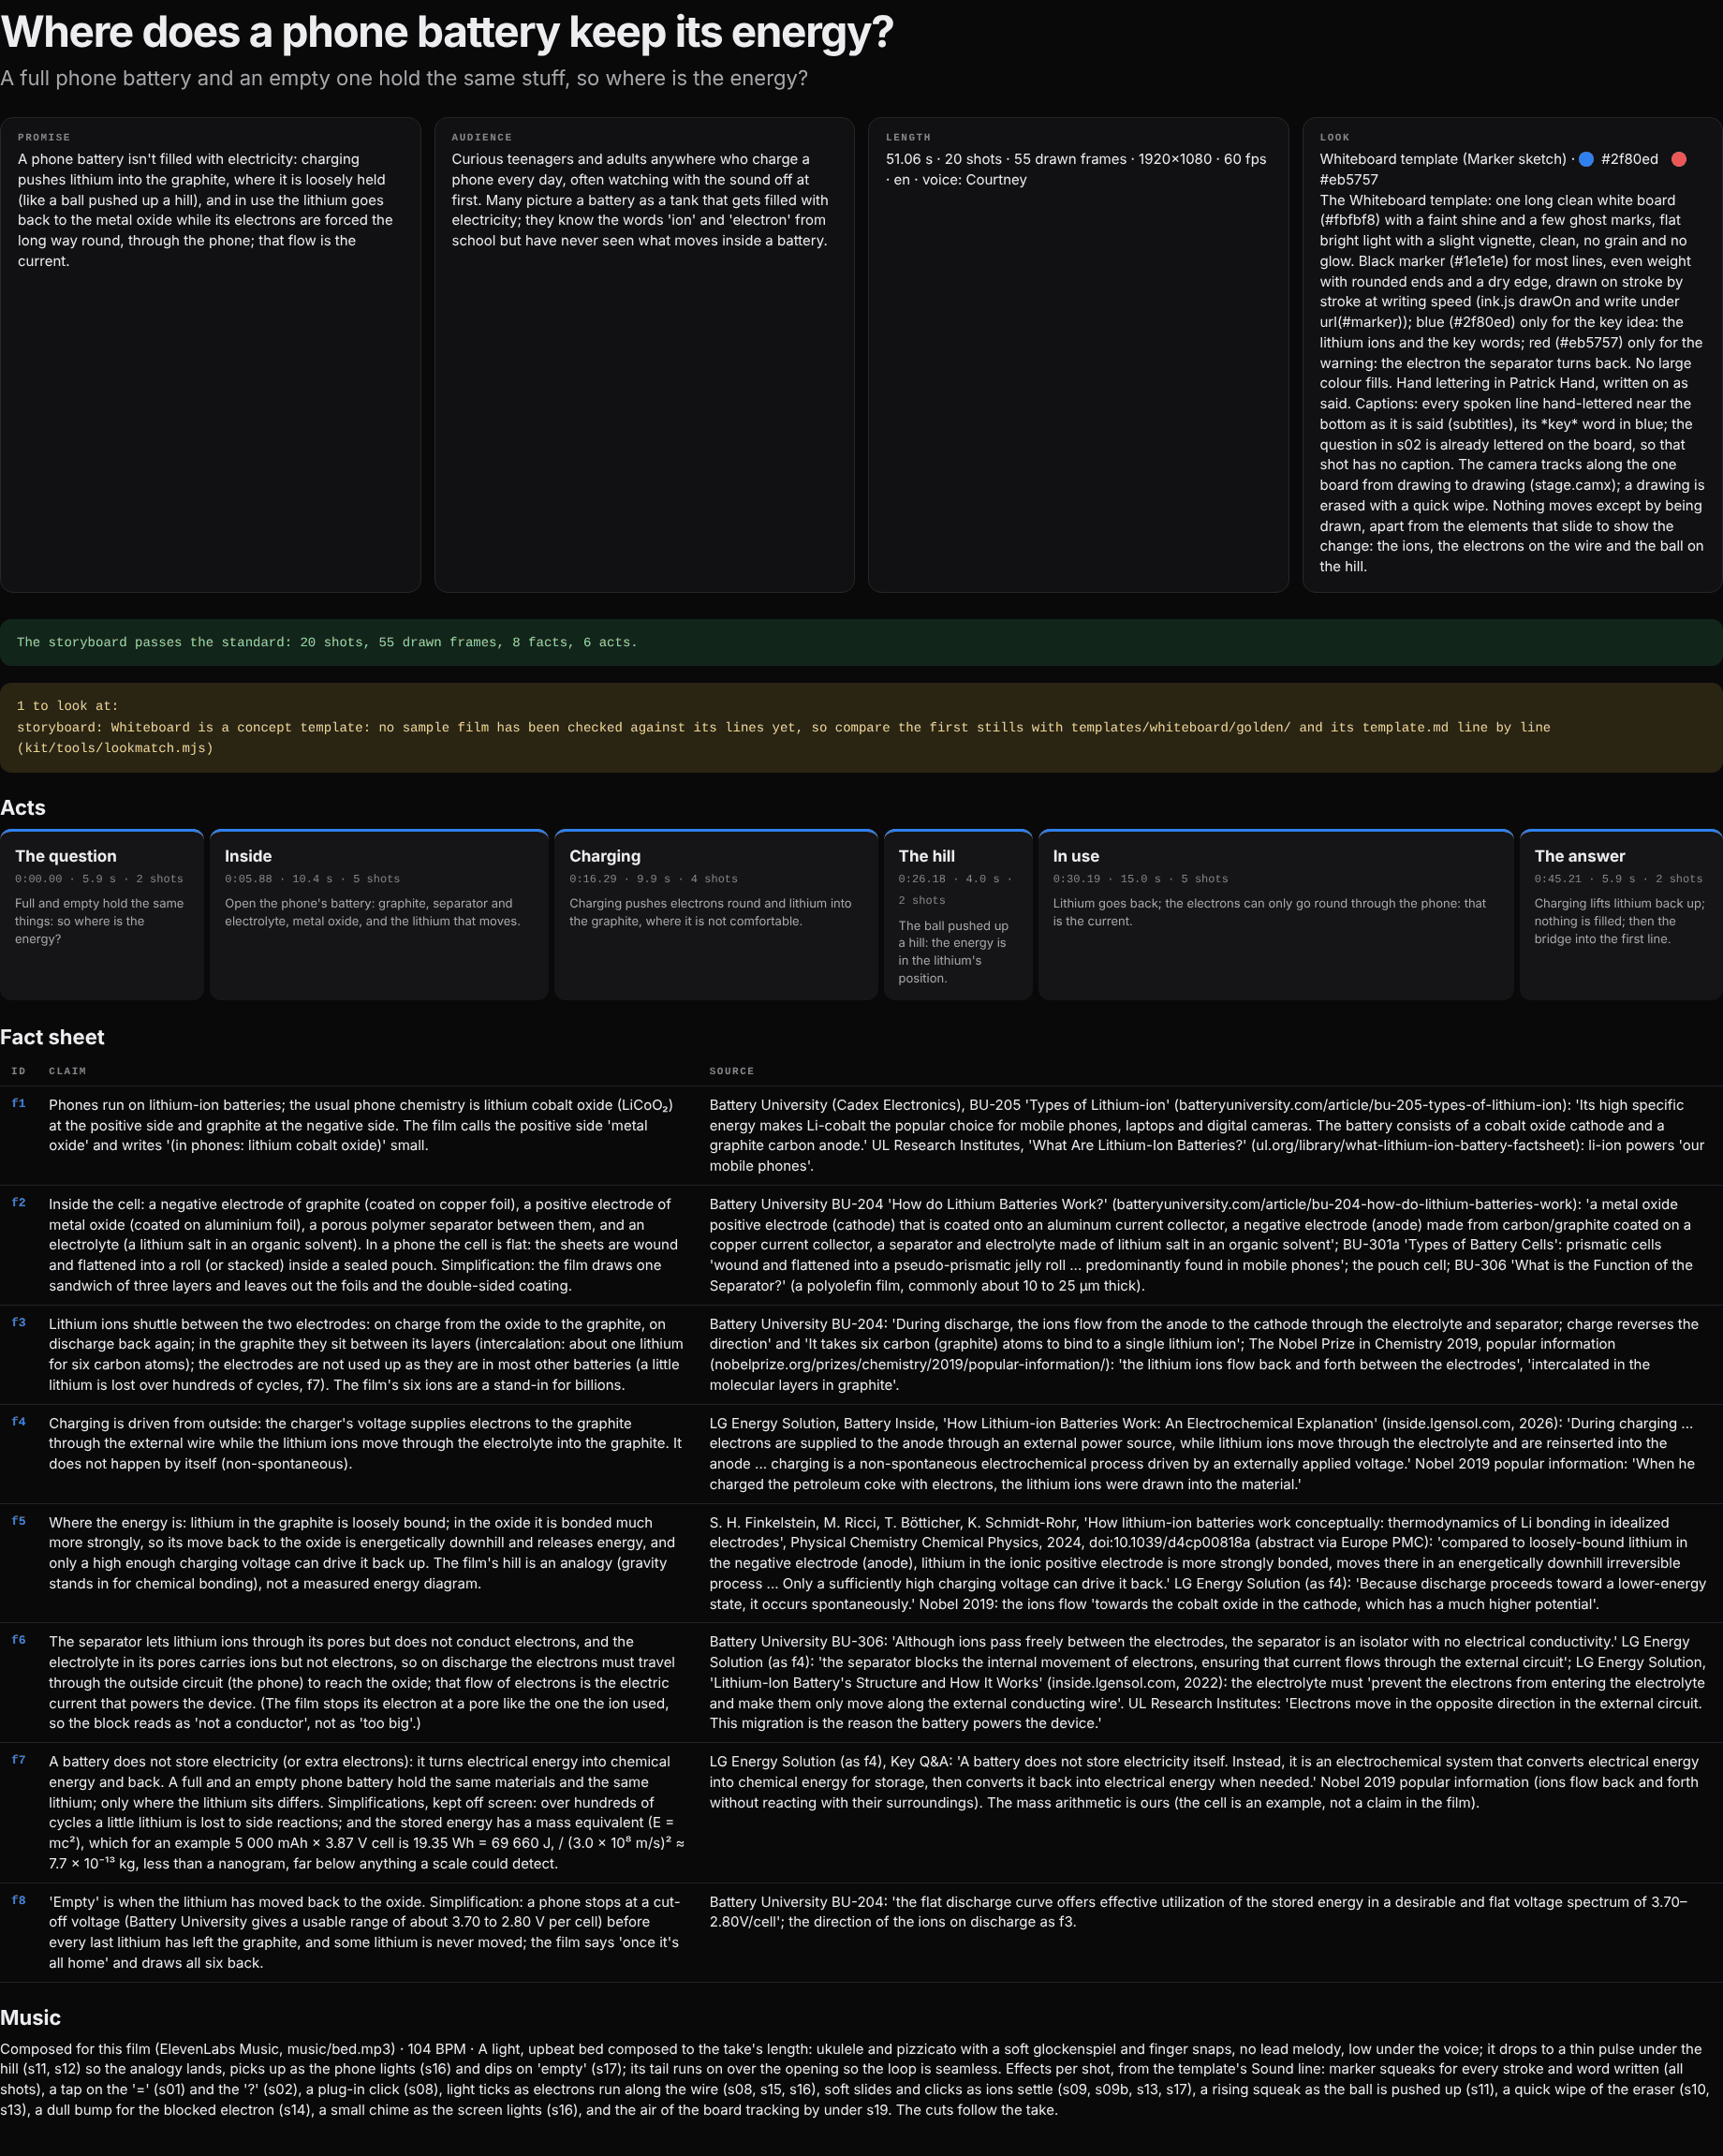 Where does a phone battery keep its energy?
A full phone battery and an empty one hold the same stuff, so where is the energy?
PROMISE
A phone battery isn't filled with electricity: charging
pushes lithium into the graphite, where it is loosely held
(like a ball pushed up a hill), and in use the lithium goes
back to the metal oxide while its electrons are forced the
long way round, through the phone; that flow is the
current.
AUDIENCE
Curious teenagers and adults anywhere who charge a
phone every day, often watching with the sound off at
first. Many picture a battery as a tank that gets filled with
electricity; they know the words 'ion' and 'electron' from
school but have never seen what moves inside a battery.
LENGTH
51.06 s · 20 shots · 55 drawn frames · 1920×1080 · 60 fps
· en · voice: Courtney
LOOK
Whiteboard template (Marker sketch) · #2f80ed
#eb5757
The Whiteboard template: one long clean white board
(#fbfbf8) with a faint shine and a few ghost marks, flat
bright light with a slight vignette, clean, no grain and no
glow. Black marker (#1e1e1e) for most lines, even weight
with rounded ends and a dry edge, drawn on stroke by
stroke at writing speed (ink.js drawOn and write under
url(#marker)); blue (#2f80ed) only for the key idea: the
lithium ions and the key words; red (#eb5757) only for the
warning: the electron the separator turns back. No large
colour fills. Hand lettering in Patrick Hand, written on as
said. Captions: every spoken line hand-lettered near the
bottom as it is said (subtitles), its *key* word in blue; the
question in s02 is already lettered on the board, so that
shot has no caption. The camera tracks along the one
board from drawing to drawing (stage.camx); a drawing is
erased with a quick wipe. Nothing moves except by being
drawn, apart from the elements that slide to show the
change: the ions, the electrons on the wire and the ball on
the hill.
The storyboard passes the standard: 20 shots, 55 drawn frames, 8 facts, 6 acts.
1 to look at:
storyboard: Whiteboard is a concept template: no sample film has been checked against its lines yet, so compare the first stills with templates/whiteboard/golden/ and its template.md line by line
(kit/tools/lookmatch.mjs)
Acts
The question
0:00.00 · 5.9 s · 2 shots
Full and empty hold the same
things: so where is the
energy?
Inside
0:05.88 · 10.4 s · 5 shots
Open the phone's battery: graphite, separator and
electrolyte, metal oxide, and the lithium that moves.
Charging
0:16.29 · 9.9 s · 4 shots
Charging pushes electrons round and lithium into
the graphite, where it is not comfortable.
The hill
0:26.18 · 4.0 s ·
2 shots
The ball pushed up
a hill: the energy is
in the lithium's
position.
In use
0:30.19 · 15.0 s · 5 shots
Lithium goes back; the electrons can only go round through the phone: that
is the current.
The answer
0:45.21 · 5.9 s · 2 shots
Charging lifts lithium back up;
nothing is filled; then the
bridge into the first line.
Fact sheet
ID CLAIM SOURCE
f1
Phones run on lithium-ion batteries; the usual phone chemistry is lithium cobalt oxide (LiCoO₂)
at the positive side and graphite at the negative side. The film calls the positive side 'metal
oxide' and writes '(in phones: lithium cobalt oxide)' small.
Battery University (Cadex Electronics), BU-205 'Types of Lithium-ion' (batteryuniversity.com/article/bu-205-types-of-lithium-ion): 'Its high specific
energy makes Li-cobalt the popular choice for mobile phones, laptops and digital cameras. The battery consists of a cobalt oxide cathode and a
graphite carbon anode.' UL Research Institutes, 'What Are Lithium-Ion Batteries?' (ul.org/library/what-lithium-ion-battery-factsheet): li-ion powers 'our
mobile phones'.
f2
Inside the cell: a negative electrode of graphite (coated on copper foil), a positive electrode of
metal oxide (coated on aluminium foil), a porous polymer separator between them, and an
electrolyte (a lithium salt in an organic solvent). In a phone the cell is flat: the sheets are wound
and flattened into a roll (or stacked) inside a sealed pouch. Simplification: the film draws one
sandwich of three layers and leaves out the foils and the double-sided coating.
Battery University BU-204 'How do Lithium Batteries Work?' (batteryuniversity.com/article/bu-204-how-do-lithium-batteries-work): 'a metal oxide
positive electrode (cathode) that is coated onto an aluminum current collector, a negative electrode (anode) made from carbon/graphite coated on a
copper current collector, a separator and electrolyte made of lithium salt in an organic solvent'; BU-301a 'Types of Battery Cells': prismatic cells
'wound and flattened into a pseudo-prismatic jelly roll ... predominantly found in mobile phones'; the pouch cell; BU-306 'What is the Function of the
Separator?' (a polyolefin film, commonly about 10 to 25 µm thick).
f3
Lithium ions shuttle between the two electrodes: on charge from the oxide to the graphite, on
discharge back again; in the graphite they sit between its layers (intercalation: about one lithium
for six carbon atoms); the electrodes are not used up as they are in most other batteries (a little
lithium is lost over hundreds of cycles, f7). The film's six ions are a stand-in for billions.
Battery University BU-204: 'During discharge, the ions flow from the anode to the cathode through the electrolyte and separator; charge reverses the
direction' and 'It takes six carbon (graphite) atoms to bind to a single lithium ion'; The Nobel Prize in Chemistry 2019, popular information
(nobelprize.org/prizes/chemistry/2019/popular-information/): 'the lithium ions flow back and forth between the electrodes', 'intercalated in the
molecular layers in graphite'.
f4
Charging is driven from outside: the charger's voltage supplies electrons to the graphite
through the external wire while the lithium ions move through the electrolyte into the graphite. It
does not happen by itself (non-spontaneous).
LG Energy Solution, Battery Inside, 'How Lithium-ion Batteries Work: An Electrochemical Explanation' (inside.lgensol.com, 2026): 'During charging ...
electrons are supplied to the anode through an external power source, while lithium ions move through the electrolyte and are reinserted into the
anode ... charging is a non-spontaneous electrochemical process driven by an externally applied voltage.' Nobel 2019 popular information: 'When he
charged the petroleum coke with electrons, the lithium ions were drawn into the material.'
f5
Where the energy is: lithium in the graphite is loosely bound; in the oxide it is bonded much
more strongly, so its move back to the oxide is energetically downhill and releases energy, and
only a high enough charging voltage can drive it back up. The film's hill is an analogy (gravity
stands in for chemical bonding), not a measured energy diagram.
S. H. Finkelstein, M. Ricci, T. Bötticher, K. Schmidt-Rohr, 'How lithium-ion batteries work conceptually: thermodynamics of Li bonding in idealized
electrodes', Physical Chemistry Chemical Physics, 2024, doi:10.1039/d4cp00818a (abstract via Europe PMC): 'compared to loosely-bound lithium in
the negative electrode (anode), lithium in the ionic positive electrode is more strongly bonded, moves there in an energetically downhill irreversible
process ... Only a sufficiently high charging voltage can drive it back.' LG Energy Solution (as f4): 'Because discharge proceeds toward a lower-energy
state, it occurs spontaneously.' Nobel 2019: the ions flow 'towards the cobalt oxide in the cathode, which has a much higher potential'.
f6
The separator lets lithium ions through its pores but does not conduct electrons, and the
electrolyte in its pores carries ions but not electrons, so on discharge the electrons must travel
through the outside circuit (the phone) to reach the oxide; that flow of electrons is the electric
current that powers the device. (The film stops its electron at a pore like the one the ion used,
so the block reads as 'not a conductor', not as 'too big'.)
Battery University BU-306: 'Although ions pass freely between the electrodes, the separator is an isolator with no electrical conductivity.' LG Energy
Solution (as f4): 'the separator blocks the internal movement of electrons, ensuring that current flows through the external circuit'; LG Energy Solution,
'Lithium-Ion Battery's Structure and How It Works' (inside.lgensol.com, 2022): the electrolyte must 'prevent the electrons from entering the electrolyte
and make them only move along the external conducting wire'. UL Research Institutes: 'Electrons move in the opposite direction in the external circuit.
This migration is the reason the battery powers the device.'
f7
A battery does not store electricity (or extra electrons): it turns electrical energy into chemical
energy and back. A full and an empty phone battery hold the same materials and the same
lithium; only where the lithium sits differs. Simplifications, kept off screen: over hundreds of
cycles a little lithium is lost to side reactions; and the stored energy has a mass equivalent (E =
mc²), which for an example 5 000 mAh × 3.87 V cell is 19.35 Wh = 69 660 J, / (3.0 × 10⁸ m/s)² ≈
7.7 × 10⁻¹³ kg, less than a nanogram, far below anything a scale could detect.
LG Energy Solution (as f4), Key Q&A: 'A battery does not store electricity itself. Instead, it is an electrochemical system that converts electrical energy
into chemical energy for storage, then converts it back into electrical energy when needed.' Nobel 2019 popular information (ions flow back and forth
without reacting with their surroundings). The mass arithmetic is ours (the cell is an example, not a claim in the film).
f8
'Empty' is when the lithium has moved back to the oxide. Simplification: a phone stops at a cut-
off voltage (Battery University gives a usable range of about 3.70 to 2.80 V per cell) before
every last lithium has left the graphite, and some lithium is never moved; the film says 'once it's
all home' and draws all six back.
Battery University BU-204: 'the flat discharge curve offers effective utilization of the stored energy in a desirable and flat voltage spectrum of 3.70–
2.80V/cell'; the direction of the ions on discharge as f3.
Music
Composed for this film (ElevenLabs Music, music/bed.mp3) · 104 BPM · A light, upbeat bed composed to the take's length: ukulele and pizzicato with a soft glockenspiel and finger snaps, no lead melody, low under the voice; it drops to a thin pulse under the
hill (s11, s12) so the analogy lands, picks up as the phone lights (s16) and dips on 'empty' (s17); its tail runs on over the opening so the loop is seamless. Effects per shot, from the template's Sound line: marker squeaks for every stroke and word written (all
shots), a tap on the '=' (s01) and the '?' (s02), a plug-in click (s08), light ticks as electrons run along the wire (s08, s15, s16), soft slides and clicks as ions settle (s09, s09b, s13, s17), a rising squeak as the ball is pushed up (s11), a quick wipe of the eraser (s10,
s13), a dull bump for the blocked electron (s14), a small chime as the screen lights (s16), and the air of the board tracking by under s19. The cuts follow the take.